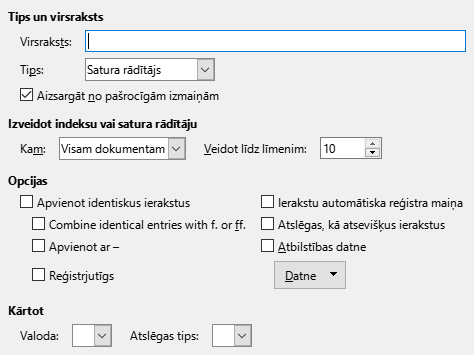 Tips un virsraksts
Virsraksts:
Tips: Satura rādītājs
Aizsargāt no pašrocīgām izmaiņām
Izveidot indeksu vai satura rādītāju
Kam: Visam dokumentam Veidot līdz līmenim: 10
Opcijas
Apvienot identiskus ierakstus Ierakstu automātiska reģistra maiņa
Combine identical entries with f. or ff. Atslēgas, kā atsevišķus ierakstus
Apvienot ar – Atbilstības datne
Reģistrjutīgs Datne
Kārtot
Valoda: Atslēgas tips: